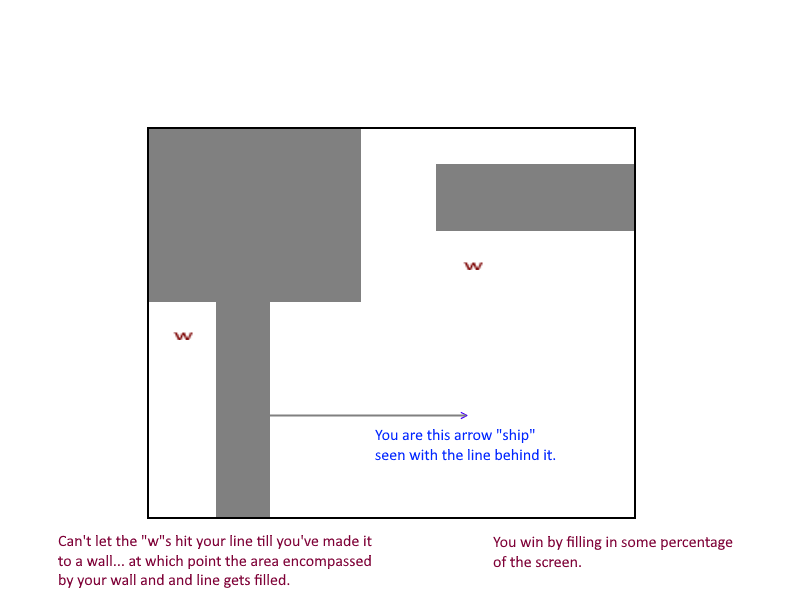 w
w
You are this arrow "ship"
seen with the line behind it.
Can't let the "w"s hit your line till you've made it
to a wall... at which point the area encompassed
by your wall and and line gets filled.
You win by filling in some percentage
of the screen.